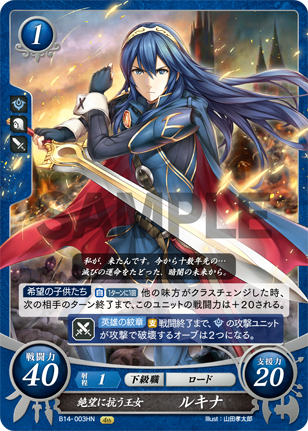 1
SAMPLE
私が、来たんです。今から十数年先の…
滅びの運命をたどった、暗闇の未来から。
希望の子供たち 自 1ターンに1回 他の味方がクラスチェンジした時、
次の相手のターン終了まで、このユニットの戦闘力は+20される。
英雄の紋章 支 戦闘終了まで、の攻撃ユニット
が攻撃で破壊するオーブは2つになる。
戦闘力 40
射程 1 下級職 ロード
支援力 20
絶望に抗う王女 ルキナ
B14-003HN
Illust:山田孝太郎